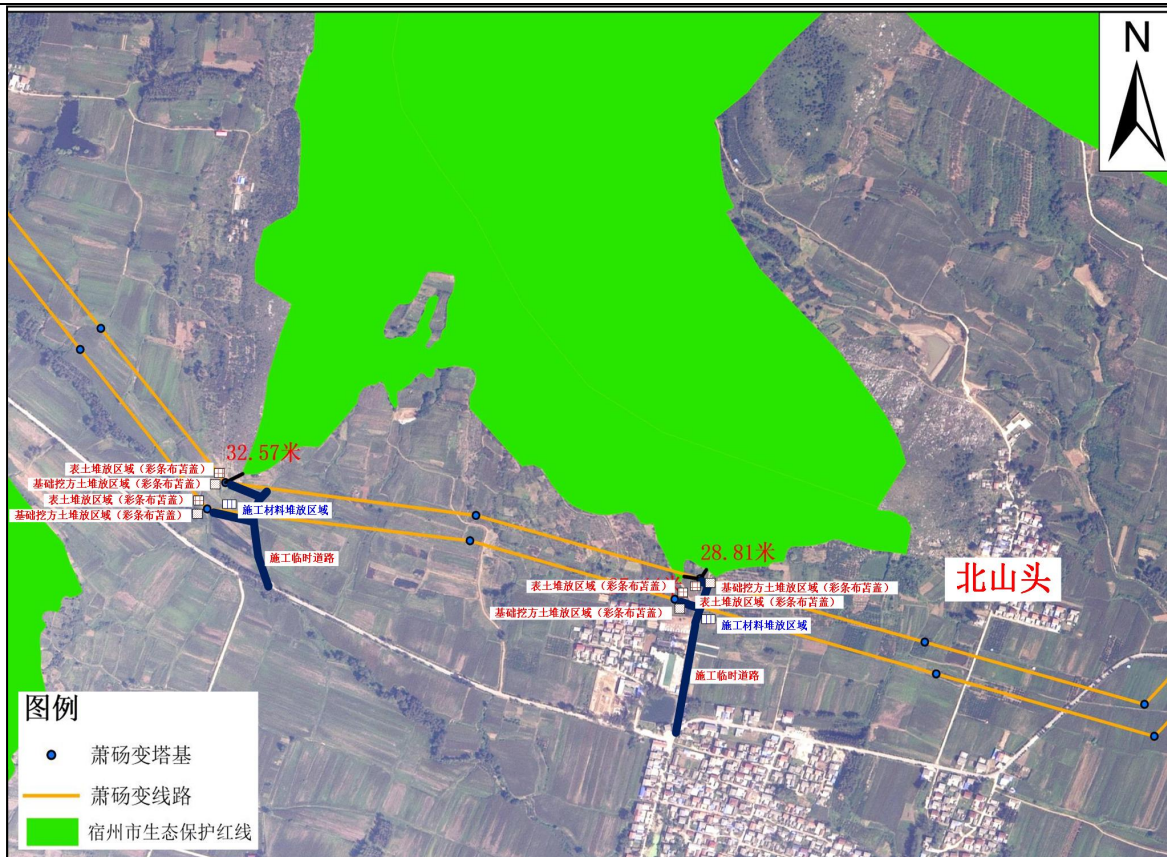 N
32.57米
表土堆放区域（彩条布苫盖）
基础挖方土堆放区域（彩条布苫盖）
表土堆放区域（彩条布苫盖）
施工材料堆放区域
基础挖方土堆放区域（彩条布苫盖）
施工临时道路
28.81米
北山头
表土堆放区域（彩条布苫盖）
基础挖方土堆放区域（彩条布苫盖）
表土堆放区域（彩条布苫盖）
基础挖方土堆放区域（彩条布苫盖）
施工材料堆放区域
施工临时道路
图例
萧砀变塔基
萧砀变线路
宿州市生态保护红线